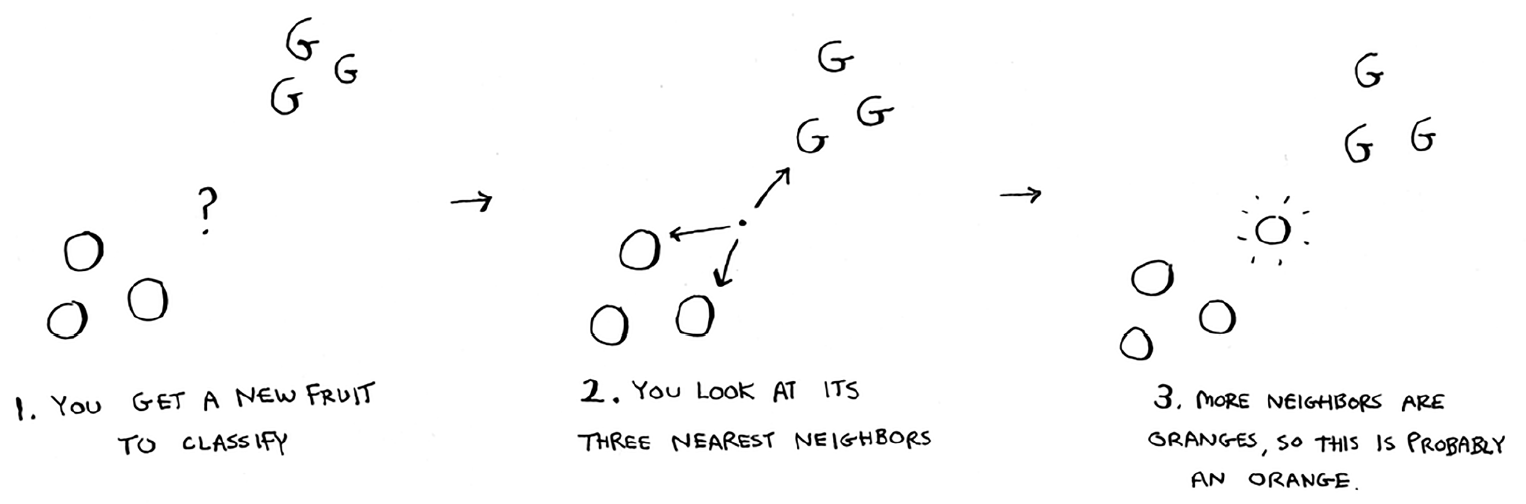 G
G
G
?
G
G
G
G
G
G
1. YOU GET A NEW FRUIT
TO CLASSIFY
2. YOU LOOK AT ITS
THREE NEAREST NEIGHBORS
3. MORE NEIGHBORS ARE
ORANGES, SO THIS IS PROBABLY
AN ORANGE.